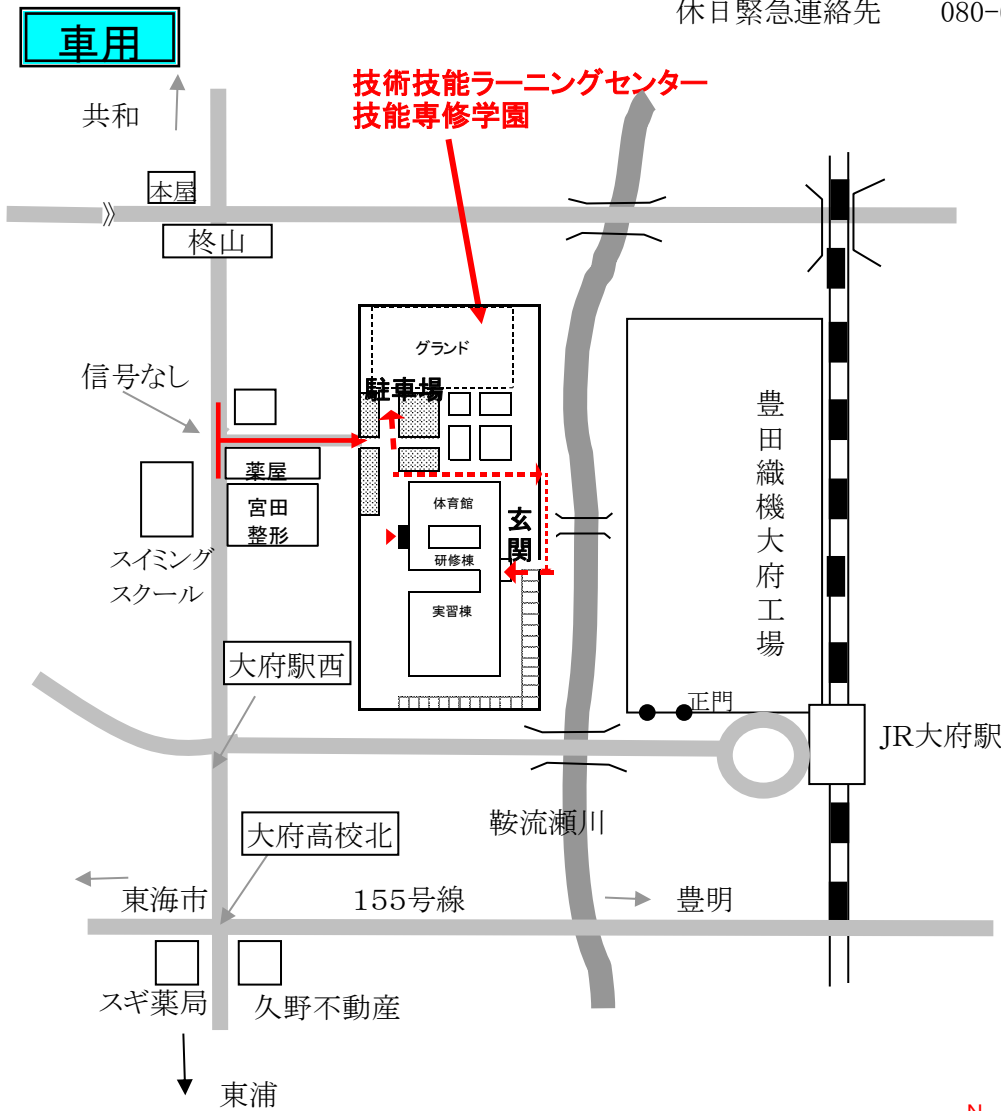 休日緊急連絡先 080-
車用
技術技能ラーニングセンター
技能専修学園
共和
本屋
柊山
グランド
信号なし
駐車場
薬屋
宮田
整形
体育館
玄
関
研修棟
実習棟
スイミング
スクール
豊
田
織
機
大
府
工
場
大府駅西
正門
JR大府駅
鞍流瀬川
大府高校北
東海市
155号線
豊明
スギ薬局
久野不動産
東浦
N